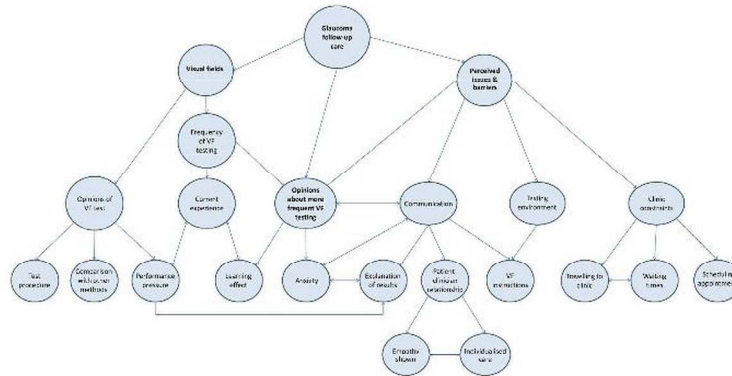 Glaucoma
follow-up
care
Visual fields
Perceived
issues &
barriers
Frequency
of VF
testing
Opinions of
VF test
Current
experience
Opinions
about more
frequent VF
testing
Communication
Testing
environment
Clinic
constraints
Test
procedure
Comparison
with other
methods
Performance
pressure
Learning
effect
Anxiety
Explanation
of results
Patient
clinician
relationship
VF
instructions
Travelling to
clinic
Waiting
times
Scheduling
appointment
Empathy
shown
Individualised
care